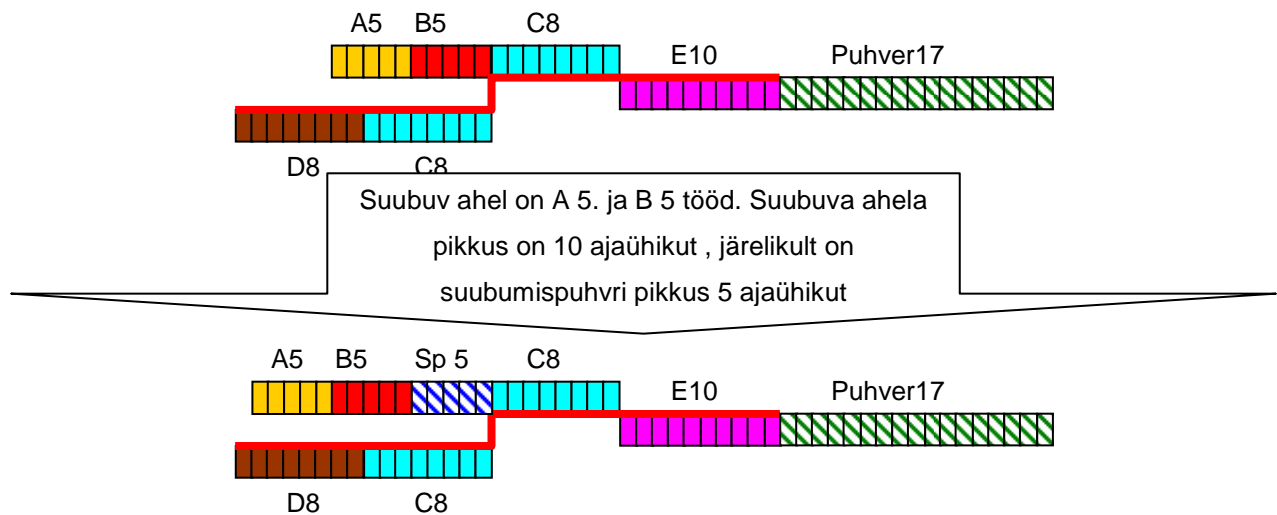 A5 B5 C8
E10 Puhver17
D8 C8
Suubuv ahel on A 5. ja B 5 tööd. Suubuva ahela
pikkus on 10 ajaühikut , järelikult on
suubumispuhvri pikkus 5 ajaühikut
A5 B5 Sp 5 C8
E10 Puhver17
D8 C8